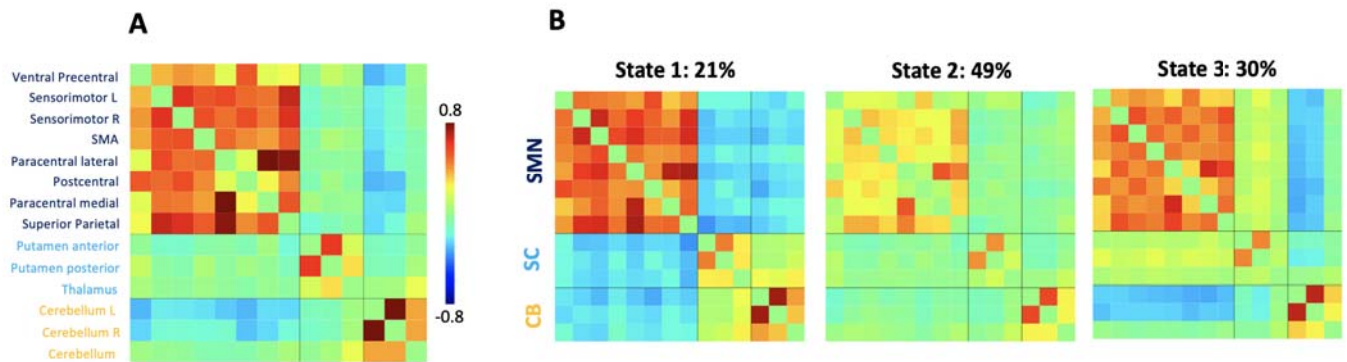 A
B
State 1: 21%
State 2: 49%
State 3: 30%
Ventral Precentral
Sensorimotor L
Sensorimotor R
SMA
Paracentral lateral
Postcentral
Paracentral medial
Superior Parietal
Putamen anterior
Putamen posterior
Thalamus
Cerebellum L
Cerebellum R
Cerebellum
0.8
-0.8
SMN
SC
CB